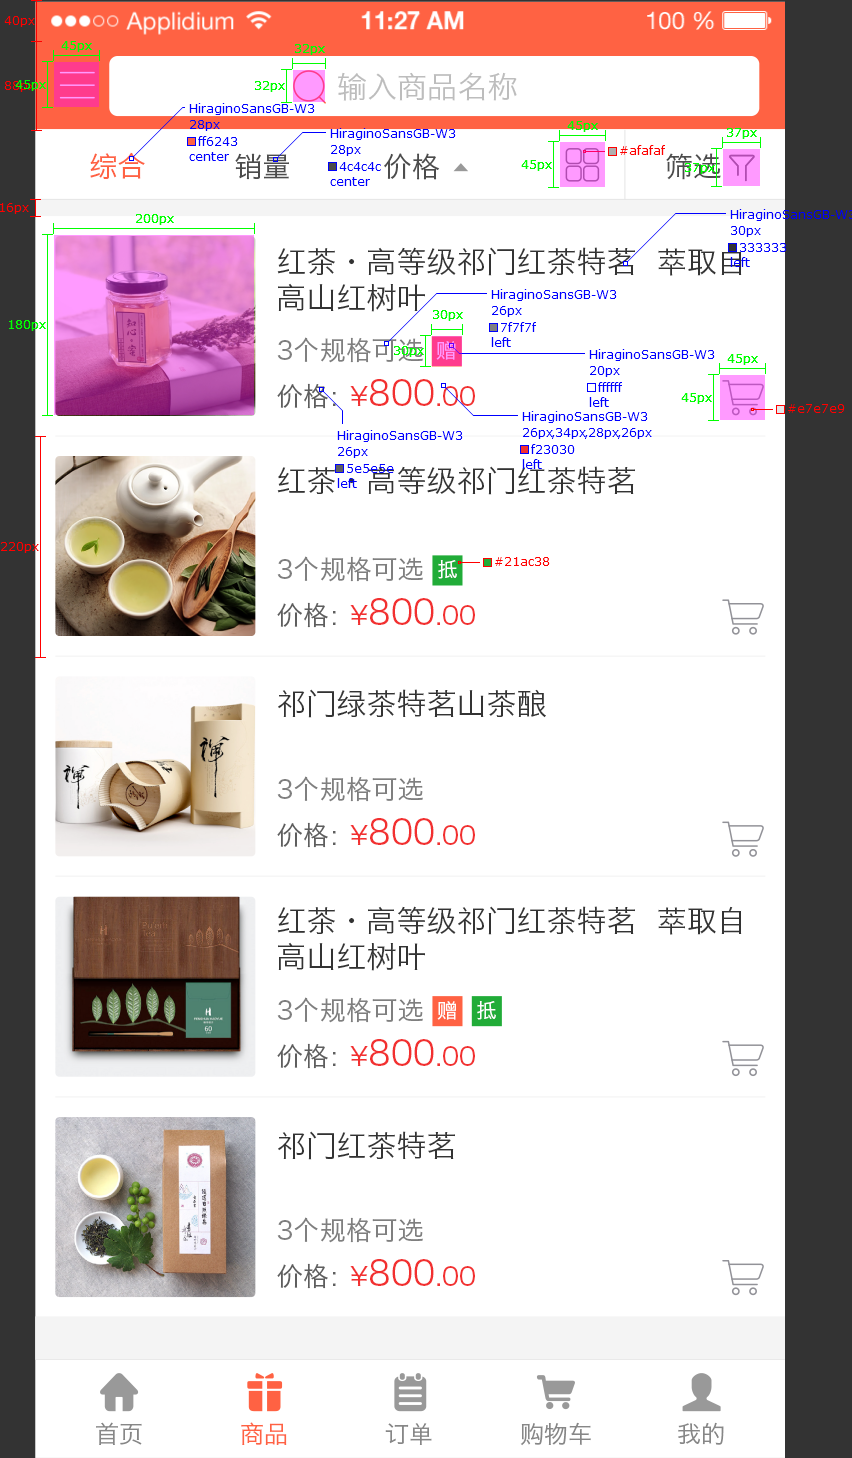 40px
Applidium
11:27 AM
100 %
45px
32px
45px
32px
输入商品名称
HiraginoSansGB-W3
28px
ff6243
center
HiraginoSansGB-W3
28px
4c4c4c
center
综合
销量
价格
45px
45px
#afafaf
37px
筛选
16px
200px
180px
HiraginoSansGB-W3
30px
333333
left
红茶·高等级祁门红茶特茗 萃取自
高山红树叶
HiraginoSansGB-W3
26px
7f7f7f
left
30px
30px
3个规格可选 赠
HiraginoSansGB-W3
20px
ffffff
left
45px
45px
#e7e7e9
价格: ¥800.00
HiraginoSansGB-W3
26px,34px,28px,26px
f23030
left
HiraginoSansGB-W3
26px
5e5e5e
left
220px
红茶·高等级祁门红茶特茗
3个规格可选 抵
#21ac38
价格: ¥800.00
祁门绿茶特茗山茶酿
3个规格可选
价格: ¥800.00
红茶·高等级祁门红茶特茗 萃取自
高山红树叶
3个规格可选 赠 抵
价格: ¥800.00
祁门红茶特茗
3个规格可选
价格: ¥800.00
首页
商品
订单
购物车
我的